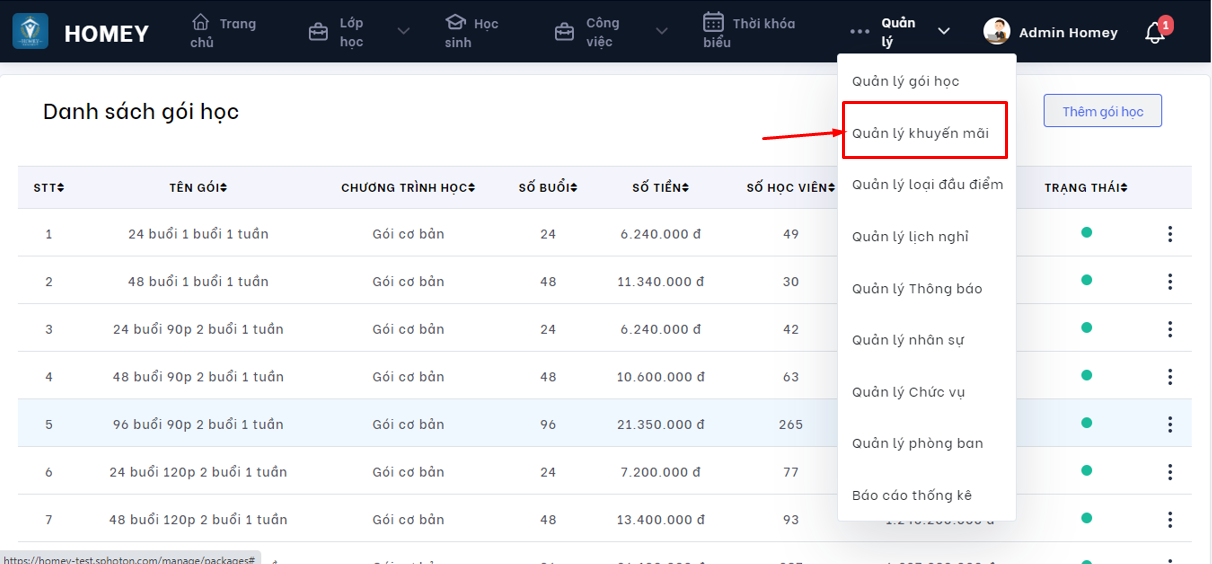 HOMEY
Trang
chủ
Lớp
học
Học
sinh
Công
việc
Thời khóa
biểu
Quản
lý
Admin Homey
1
Danh sách gói học
Thêm gói học
Quản lý gói học
Quản lý khuyến mãi
Quản lý loại đầu điểm
Quản lý lịch nghỉ
Quản lý Thông báo
Quản lý nhân sự
Quản lý Chức vụ
Quản lý phòng ban
Báo cáo thống kê
STT TÊN GÓI CHƯƠNG TRÌNH HỌC SỐ BUỔI SỐ TIỀN SỐ HỌC VIÊN TRẠNG THÁI
1 24 buổi 1 buổi 1 tuần Gói cơ bản 24 6.240.000 đ 49
2 48 buổi 1 buổi 1 tuần Gói cơ bản 48 11.340.000 đ 30
3 24 buổi 90p 2 buổi 1 tuần Gói cơ bản 24 6.240.000 đ 42
4 48 buổi 90p 2 buổi 1 tuần Gói cơ bản 48 10.600.000 đ 63
5 96 buổi 90p 2 buổi 1 tuần Gói cơ bản 96 21.350.000 đ 265
6 24 buổi 120p 2 buổi 1 tuần Gói cơ bản 24 7.200.000 đ 77
7 48 buổi 120p 2 buổi 1 tuần Gói cơ bản 48 13.400.000 đ 93
https://homey-test.sphoton.com/manage/packages#